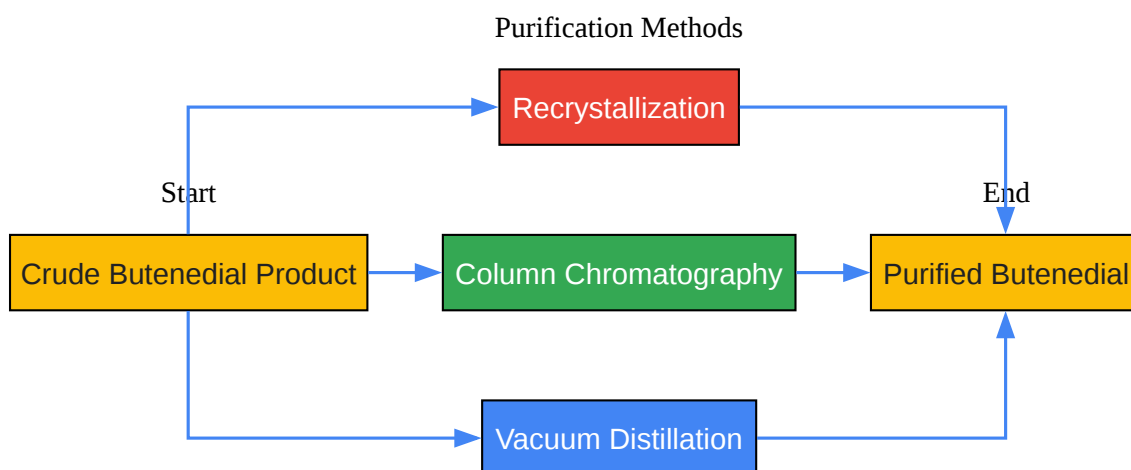 Purification Methods
Recrystallization
Start
End
Crude Butenedial Product
Column Chromatography
Purified Butenedial
Vacuum Distillation